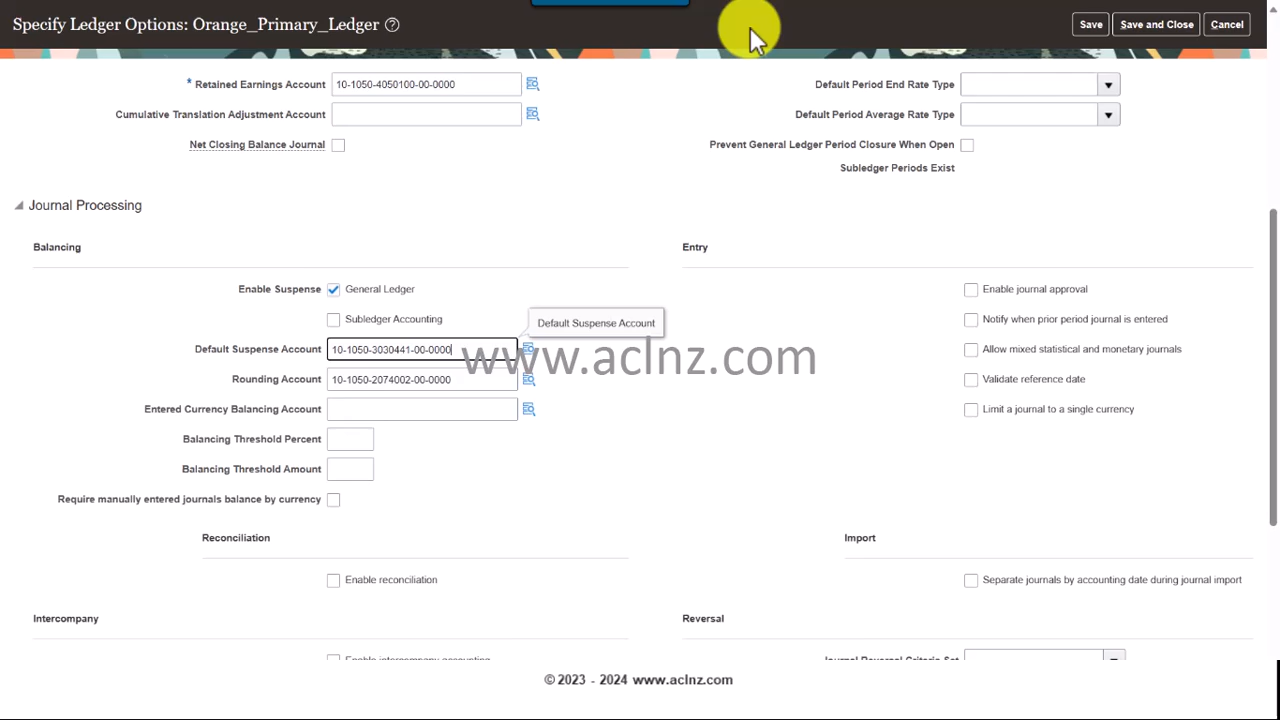 Specify Ledger Options: Orange_Primary_Ledger
Save
Save and Close
Cancel
* Retained Earnings Account 10-1050-4050100-00-0000
Default Period End Rate Type
Cumulative Translation Adjustment Account
Default Period Average Rate Type
Net Closing Balance Journal
Prevent General Ledger Period Closure When Open
Subledger Periods Exist
Journal Processing
Balancing
Entry
Enable Suspense General Ledger
Enable journal approval
Subledger Accounting
Default Suspense Account
Notify when prior period journal is entered
Default Suspense Account 10-1050-3030441-00-0000
www.aclnz.com
Allow mixed statistical and monetary journals
Rounding Account 10-1050-2074002-00-0000
Validate reference date
Entered Currency Balancing Account
Limit a journal to a single currency
Balancing Threshold Percent
Balancing Threshold Amount
Require manually entered journals balance by currency
Reconciliation
Import
Enable reconciliation
Separate journals by accounting date during journal import
Intercompany
Reversal
Enable intercompany accounting
Journal Reversal Criteria Set
© 2023 - 2024 www.aclnz.com